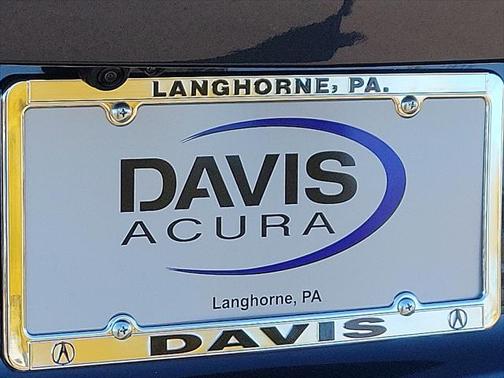 LANGHORNE, PA.
DAVIS
ACURA
Langhorne, PA
DAVIS